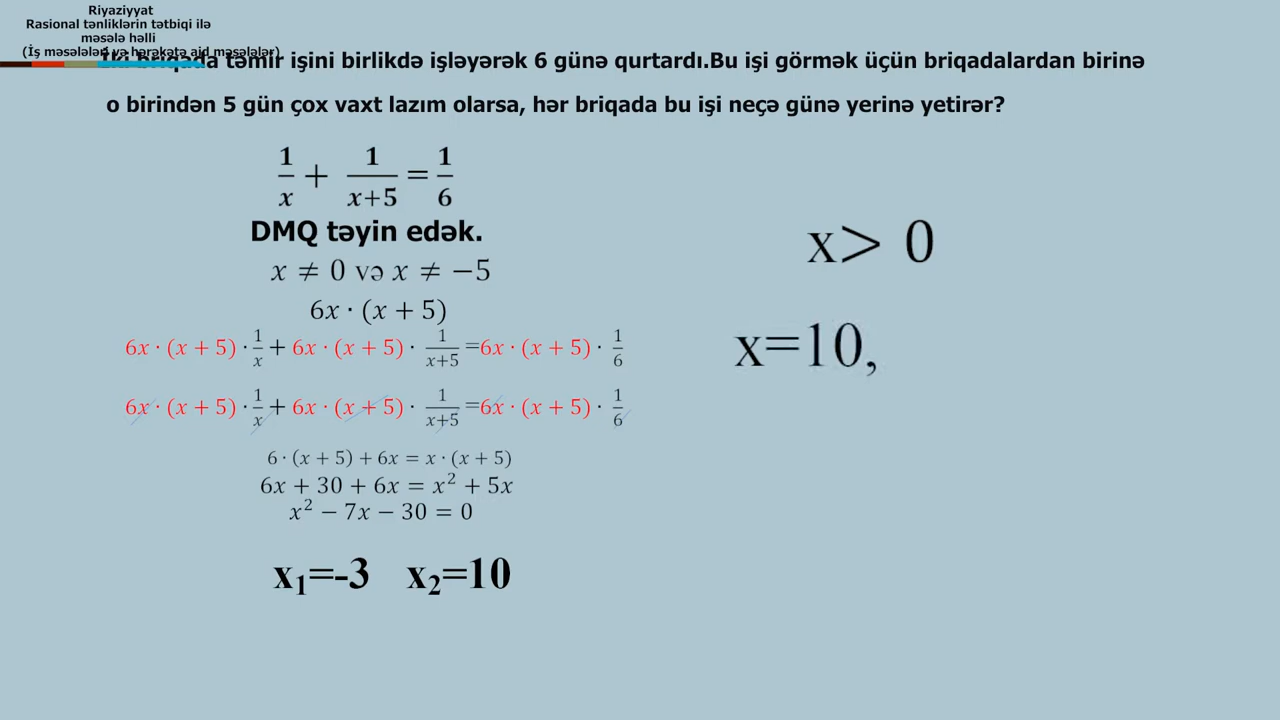 Riyaziyyat
Rasional tənliklərin tətbiqi ilə
məsələ həlli
(İş məsələləri və hərəkətə aid məsələlər)
İki briqada təmir işini birlikdə işləyərək 6 günə qurtardı.Bu işi görmək üçün briqadalardan birinə
o birindən 5 gün çox vaxt lazım olarsa, hər briqada bu işi neçə günə yerinə yetirər?
1/x + 1/(x+5) = 1/6
DMQ təyin edək.
x ≠ 0 və x ≠ −5
6x · (x + 5)
6x · (x + 5) · 1/x + 6x · (x + 5) · 1/(x+5) =6x · (x + 5) · 1/6
6x · (x + 5) · 1/x + 6x · (x + 5) · 1/(x+5) =6x · (x + 5) · 1/6
6 · (x + 5) + 6x = x · (x + 5)
6x + 30 + 6x = x² + 5x
x² − 7x − 30 = 0
x₁=-3 x₂=10
x> 0
x=10,